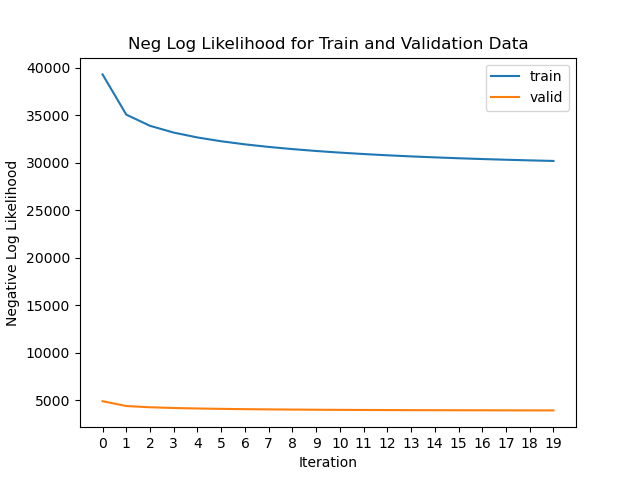 Neg Log Likelihood for Train and Validation Data
train
valid
Negative Log Likelihood
40000
35000
30000
25000
20000
15000
10000
5000
0 1 2 3 4 5 6 7 8 9 10 11 12 13 14 15 16 17 18 19
Iteration